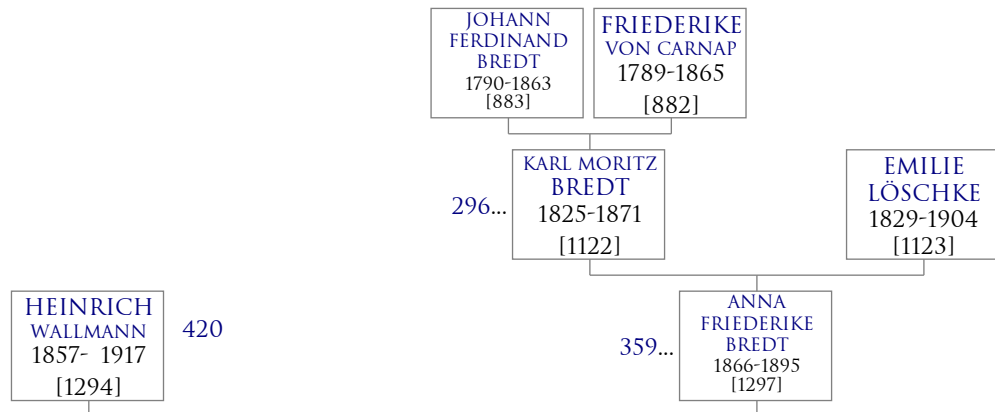 JOHANN
FERDINAND
BREDT
1790-1863
[883]
FRIEDERIKE
VON CARNAP
1789-1865
[882]
296...
KARL MORITZ
BREDT
1825-1871
[1122]
EMILIE
LÖSCHKE
1829-1904
[1123]
HEINRICH
WALLMANN
1857- 1917
[1294]
420
359...
ANNA
FRIEDERIKE
BREDT
1866-1895
[1297]